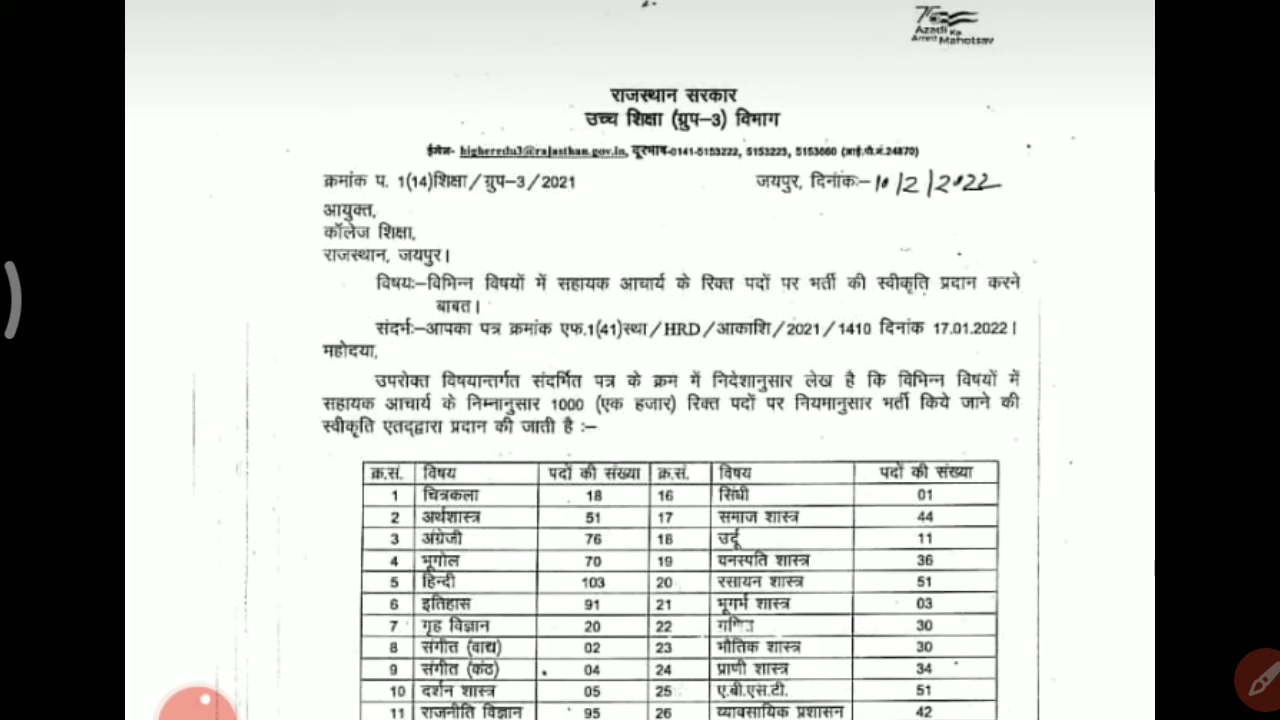 Azadi Ka
Amrit Mahotsav
राजस्थान सरकार
उच्च शिक्षा (ग्रुप-3) विभाग
ईमेल- higheredu3@rajasthan.gov.in, दूरभाष-0141-5153222, 5153223, 5153660 (आई.पी.नं.24870)
क्रमांक प. 1(14)शिक्षा/ग्रुप-3/2021 जयपुर, दिनांकः- 10/2/2022
आयुक्त,
कॉलेज शिक्षा,
राजस्थान, जयपुर।
विषयः-विभिन्न विषयों में सहायक आचार्य के रिक्त पदों पर भर्ती की स्वीकृति प्रदान करने
बाबत।
संदर्भः-आपका पत्र क्रमांक एफ.1(41)स्था/HRD/आकाशि/2021/1410 दिनांक 17.01.2022।
महोदया,
उपरोक्त विषयान्तर्गत संदर्भित पत्र के क्रम में निदेशानुसार लेख है कि विभिन्न विषयों में
सहायक आचार्य के निम्नानुसार 1000 (एक हजार) रिक्त पदों पर नियमानुसार भर्ती किये जाने की
स्वीकृति एतद्द्वारा प्रदान की जाती है :-
क्र.सं. विषय पदों की संख्या क्र.सं. विषय पदों की संख्या
1 चित्रकला 18 16 सिंधी 01
2 अर्थशास्त्र 51 17 समाज शास्त्र 44
3 अंग्रेजी 76 18 उर्दू 11
4 भूगोल 70 19 वनस्पति शास्त्र 36
5 हिन्दी 103 20 रसायन शास्त्र 51
6 इतिहास 91 21 भूगर्भ शास्त्र 03
7 गृह विज्ञान 20 22 गणित 30
8 संगीत (वाद्य) 02 23 भौतिक शास्त्र 30
9 संगीत (कंठ) 04 24 प्राणी शास्त्र 34
10 दर्शन शास्त्र 05 25 ए.बी.एस.टी. 51
11 राजनीति विज्ञान 95 26 व्यावसायिक प्रशासन 42